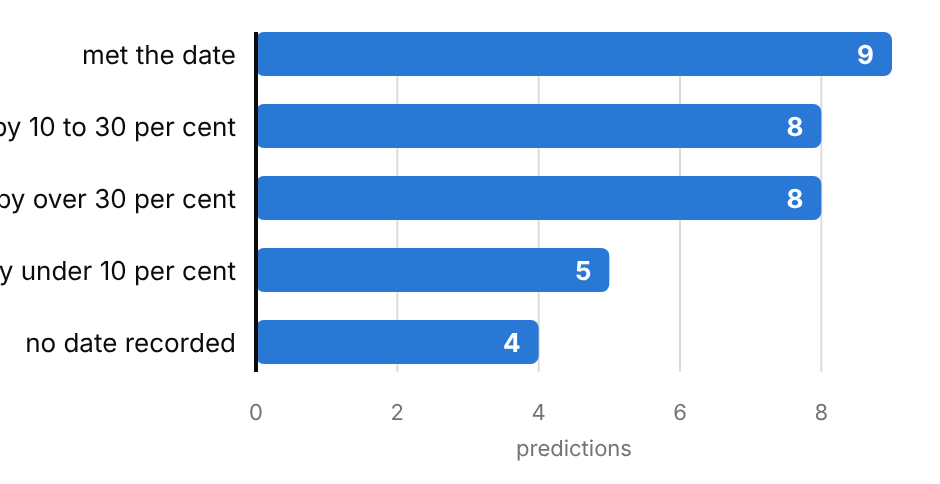 met the date 9
by 10 to 30 per cent 8
by over 30 per cent 8
under 10 per cent 5
no date recorded 4
0 2 4 6 8
predictions